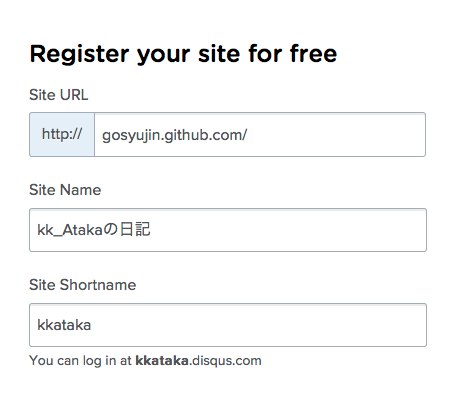 Register your site for free
Site URL
http:// gosyujin.github.com/
Site Name
kk_Atakaの日記
Site Shortname
kkataka
You can log in at kkataka.disqus.com